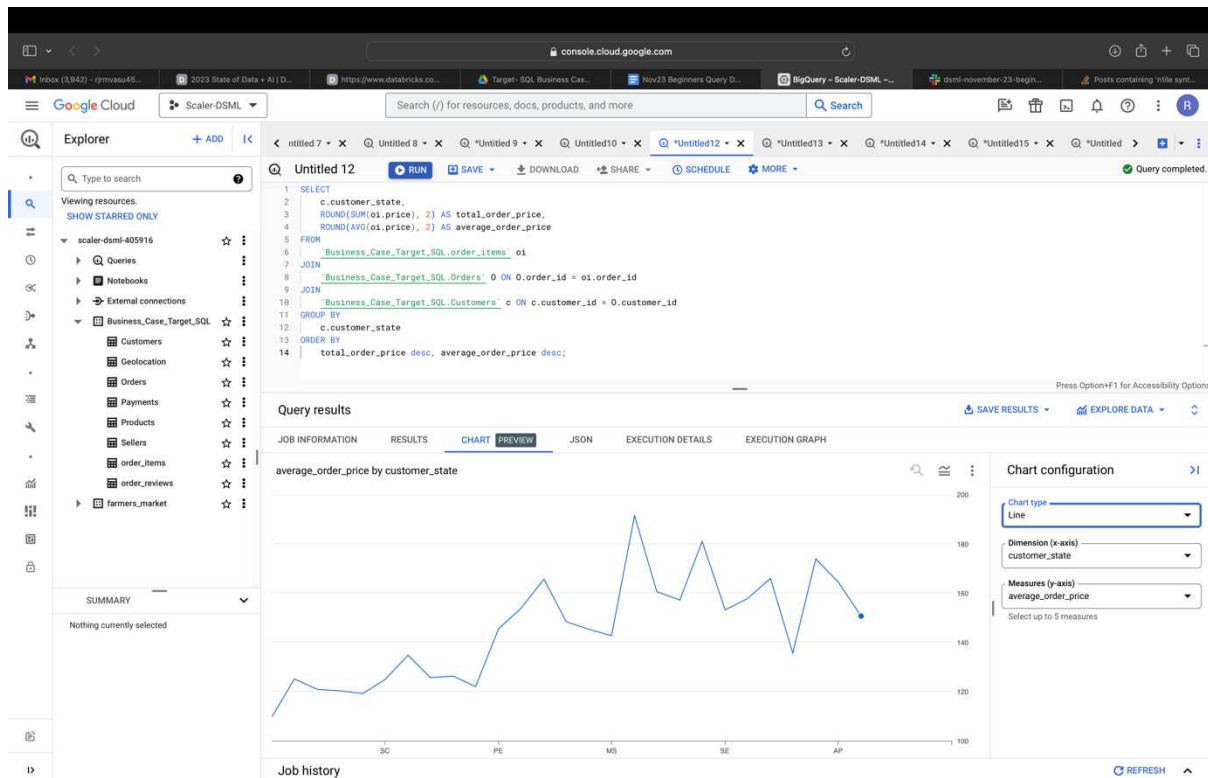 console.cloud.google.com
Inbox (3,942) - rjrmvasu45...
2023 State of Data + AI | D...
https://www.databricks.co...
Target- SQL Business Cas...
Nov23 Beginners Query D...
BigQuery – Scaler-DSML –...
dsml-november-23-begin...
Posts containing 'ntile synt...
Google Cloud
Scaler-DSML
Search (/) for resources, docs, products, and more
Search
R
Explorer
+ ADD
ntitled 7
Untitled 8
*Untitled 9
Untitled10
*Untitled12
*Untitled13
*Untitled14
*Untitled15
*Untitled
Type to search
Viewing resources.
SHOW STARRED ONLY
scaler-dsml-405916
Queries
Notebooks
External connections
Business_Case_Target_SQL
Customers
Geolocation
Orders
Payments
Products
Sellers
order_items
order_reviews
farmers_market
SUMMARY
Nothing currently selected
Untitled 12
RUN
SAVE
DOWNLOAD
SHARE
SCHEDULE
MORE
Query completed.
1 SELECT
2 c.customer_state,
3 ROUND(SUM(oi.price), 2) AS total_order_price,
4 ROUND(AVG(oi.price), 2) AS average_order_price
5 FROM
6 `Business_Case_Target_SQL.order_items` oi
7 JOIN
8 `Business_Case_Target_SQL.Orders` O ON O.order_id = oi.order_id
9 JOIN
10 `Business_Case_Target_SQL.Customers` c ON c.customer_id = O.customer_id
11 GROUP BY
12 c.customer_state
13 ORDER BY
14 total_order_price desc, average_order_price desc;
Press Option+F1 for Accessibility Options
Query results
SAVE RESULTS
EXPLORE DATA
JOB INFORMATION
RESULTS
CHART PREVIEW
JSON
EXECUTION DETAILS
EXECUTION GRAPH
average_order_price by customer_state
200
180
160
140
120
100
SC
PE
MS
SE
AP
Chart configuration
Chart type
Line
Dimension (x-axis)
customer_state
Measures (y-axis)
average_order_price
Select up to 5 measures
Job history
REFRESH